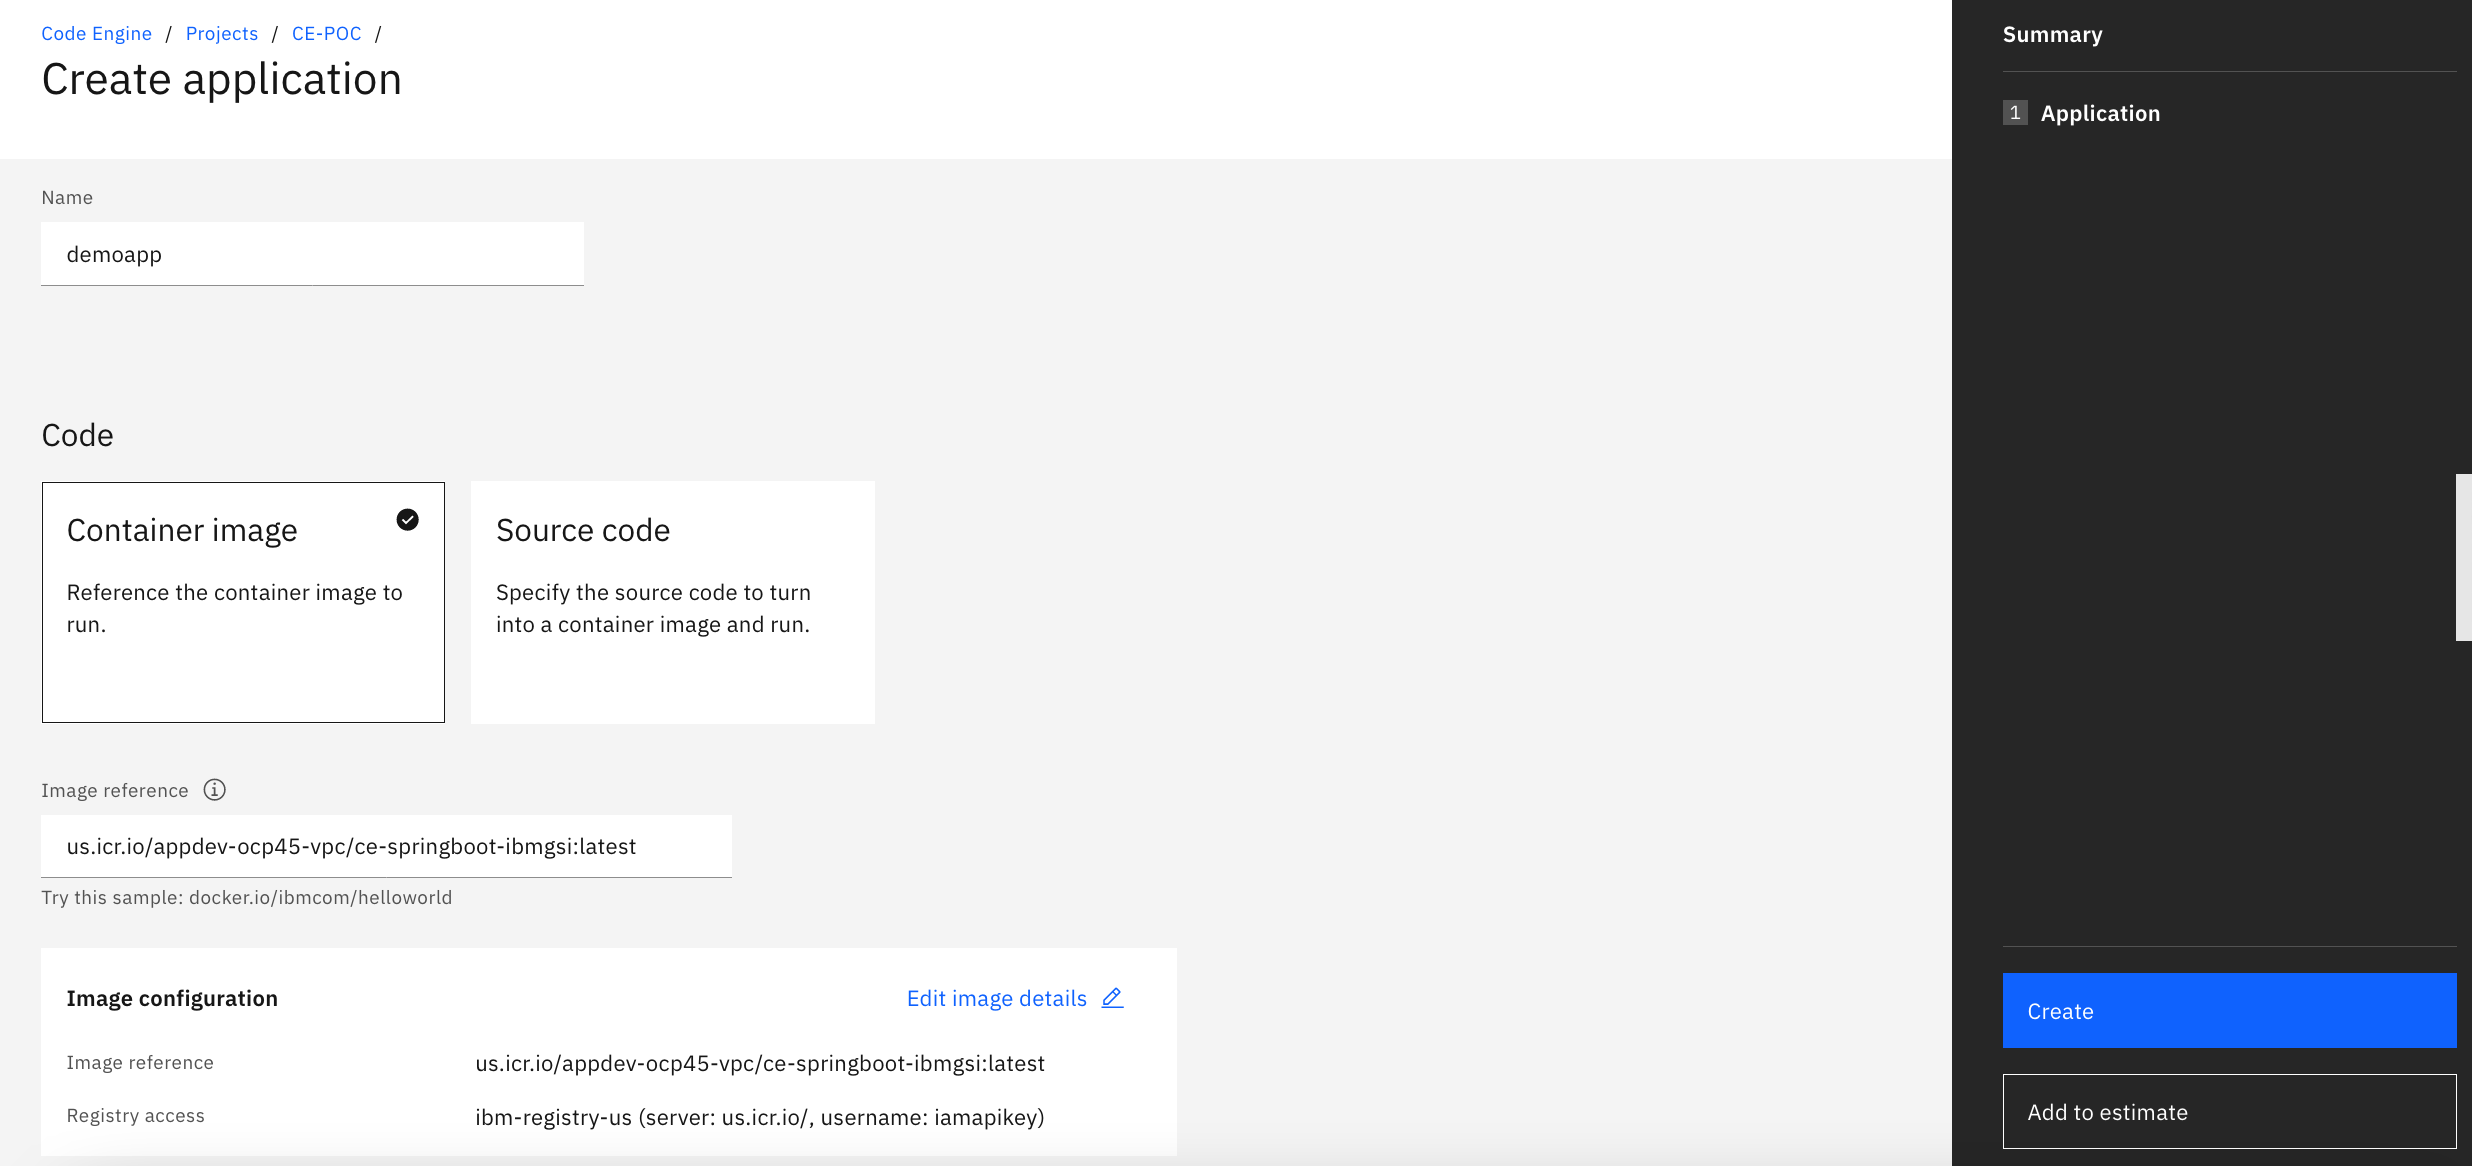 Code Engine / Projects / CE-POC /
Create application
Name
demoapp
Code
Container image
Reference the container image to
run.
Source code
Specify the source code to turn
into a container image and run.
Image reference
us.icr.io/appdev-ocp45-vpc/ce-springboot-ibmgsi:latest
Try this sample: docker.io/ibmcom/helloworld
Image configuration
Edit image details
Image reference us.icr.io/appdev-ocp45-vpc/ce-springboot-ibmgsi:latest
Registry access ibm-registry-us (server: us.icr.io/, username: iamapikey)
Summary
1 Application
Create
Add to estimate